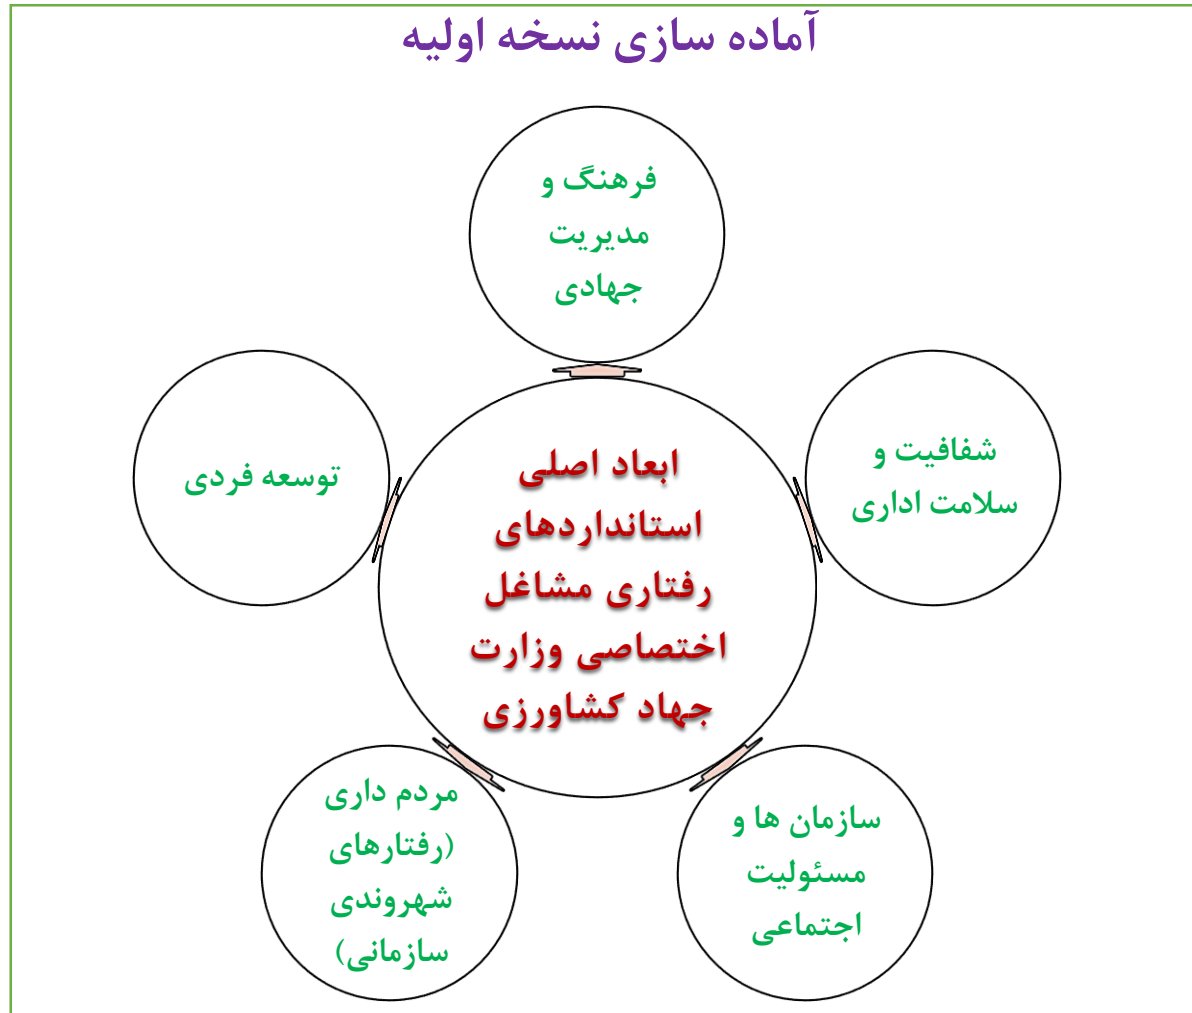 آماده سازی نسخه اولیه
فرهنگ و
مدیریت
جهادی
شفافیت و
سلامت اداری
توسعه فردی
ابعاد اصلی
استانداردهای
رفتاری مشاغل
اختصاصی وزارت
جهاد کشاورزی
سازمان ها و
مسئولیت
اجتماعی
مردم داری
(رفتارهای
شهروندی
سازمانی)